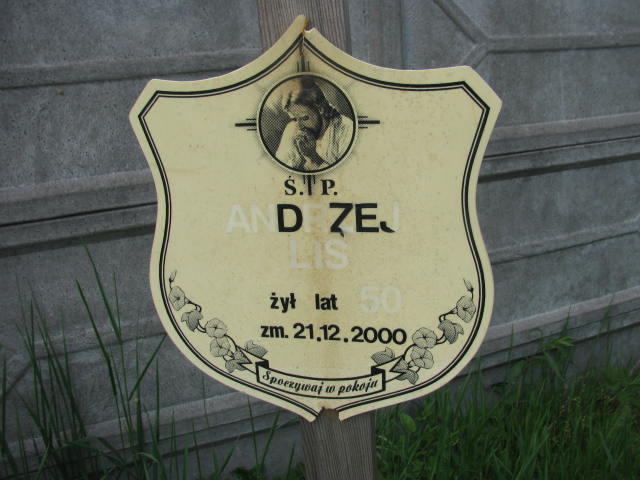 Ś. P.
ANDRZEJ
LIS
żył lat 50
zm. 21.12.2000
Spoczywaj w pokoju